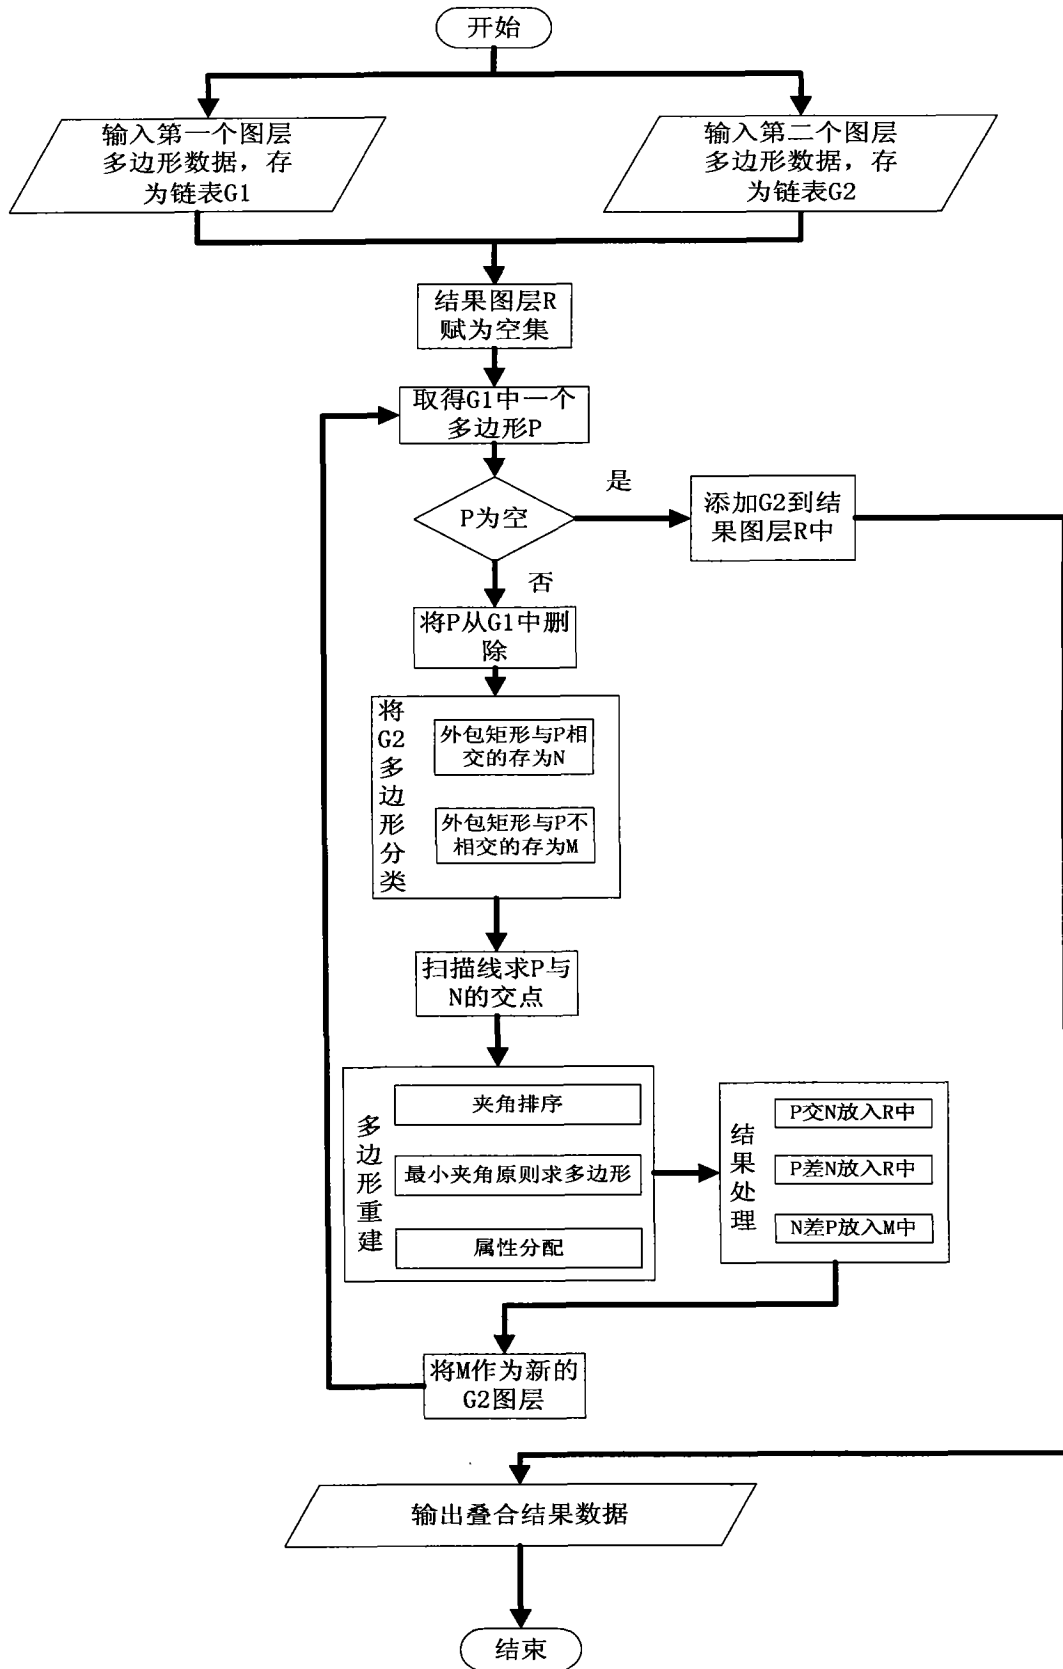 开始
输入第一个图层
多边形数据，存
为链表G1
输入第二个图层
多边形数据，存
为链表G2
结果图层R
赋为空集
取得G1中一个
多边形P
P为空
是
添加G2到结
果图层R中
否
将P从G1中删
除
将
G2
多
边
形
分
类
外包矩形与P相
交的存为N
外包矩形与P不
相交的存为M
扫描线求P与
N的交点
多
边
形
重
建
夹角排序
最小夹角原则求多边形
属性分配
结
果
处
理
P交N放入R中
P差N放入R中
N差P放入M中
将M作为新的
G2图层
输出叠合结果数据
结束